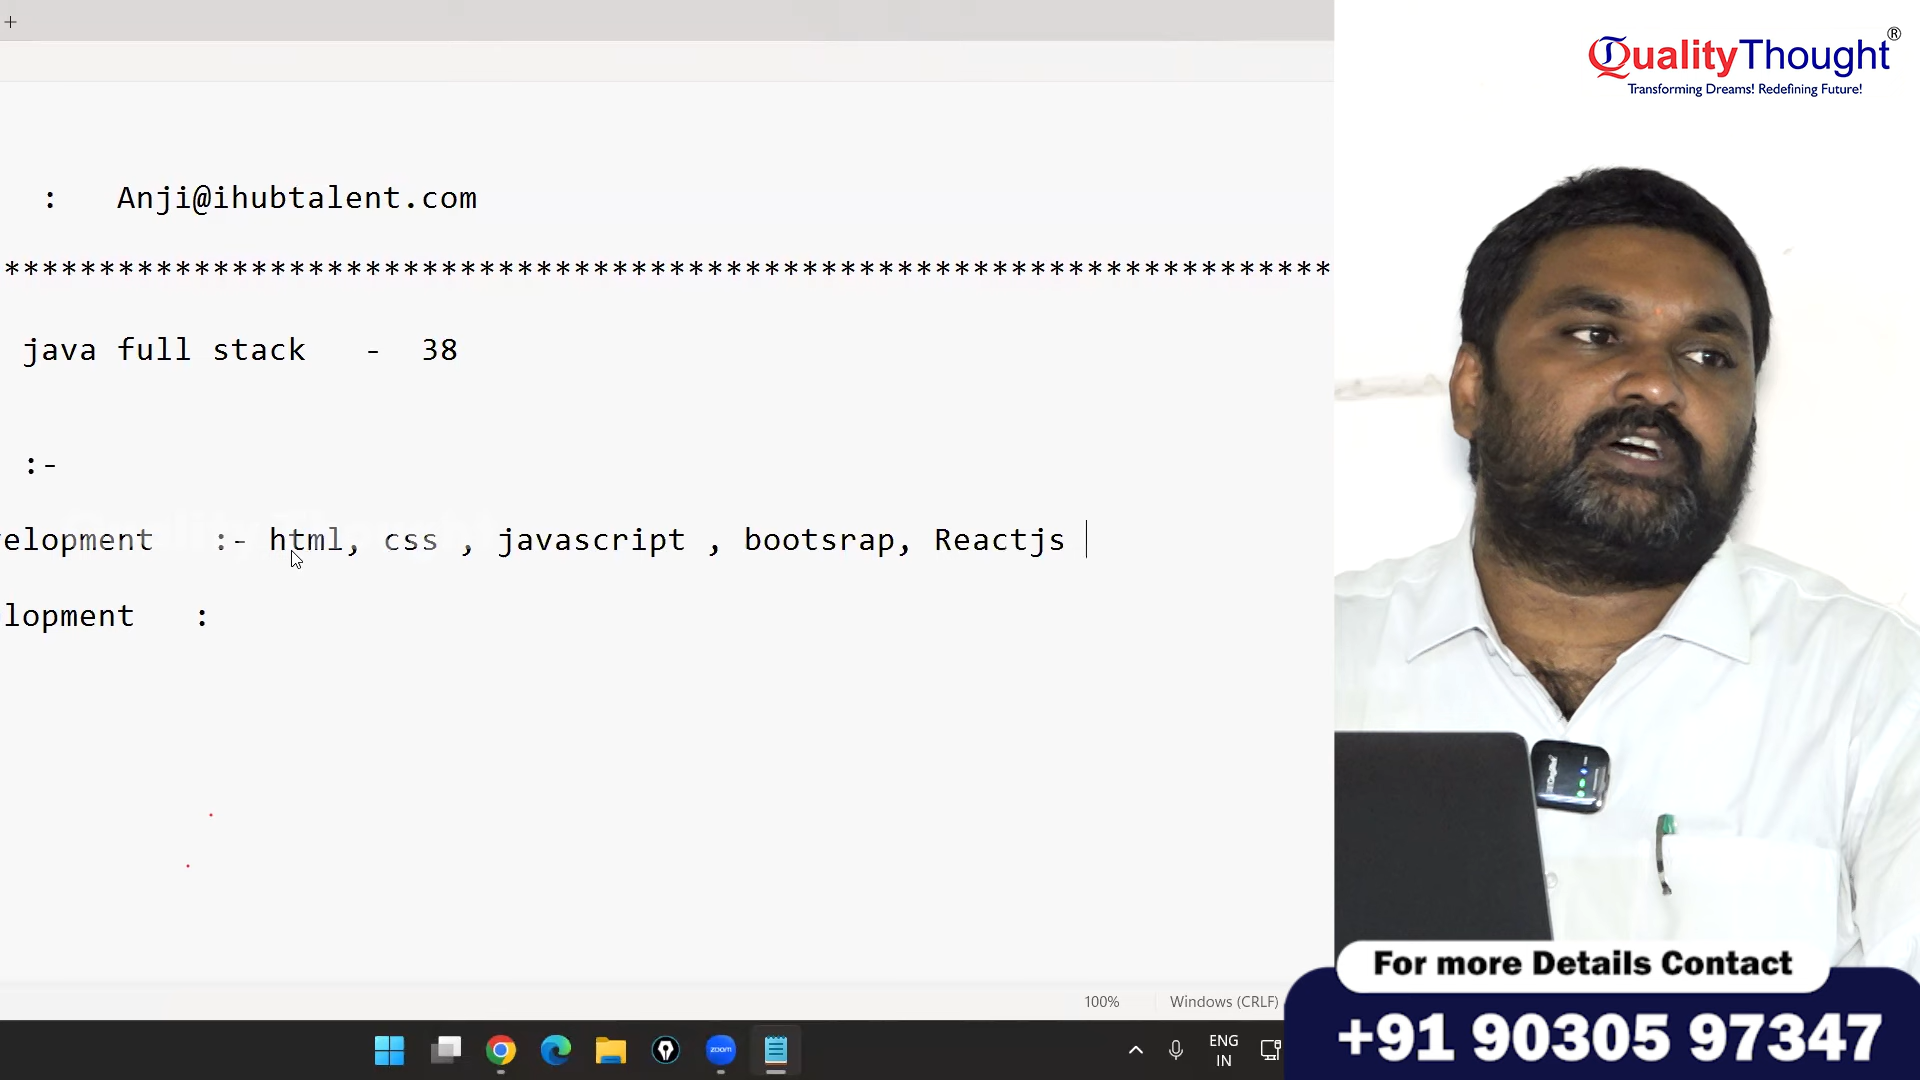 QualityThought®
Transforming Dreams! Redefining Future!
: Anji@ihubtalent.com
**********************************************************************
java full stack - 38
:-
elopment :- html, css , javascript , bootsrap, Reactjs
lopment :
100% Windows (CRLF)
zoom
ENG
IN
For more Details Contact
+91 90305 97347